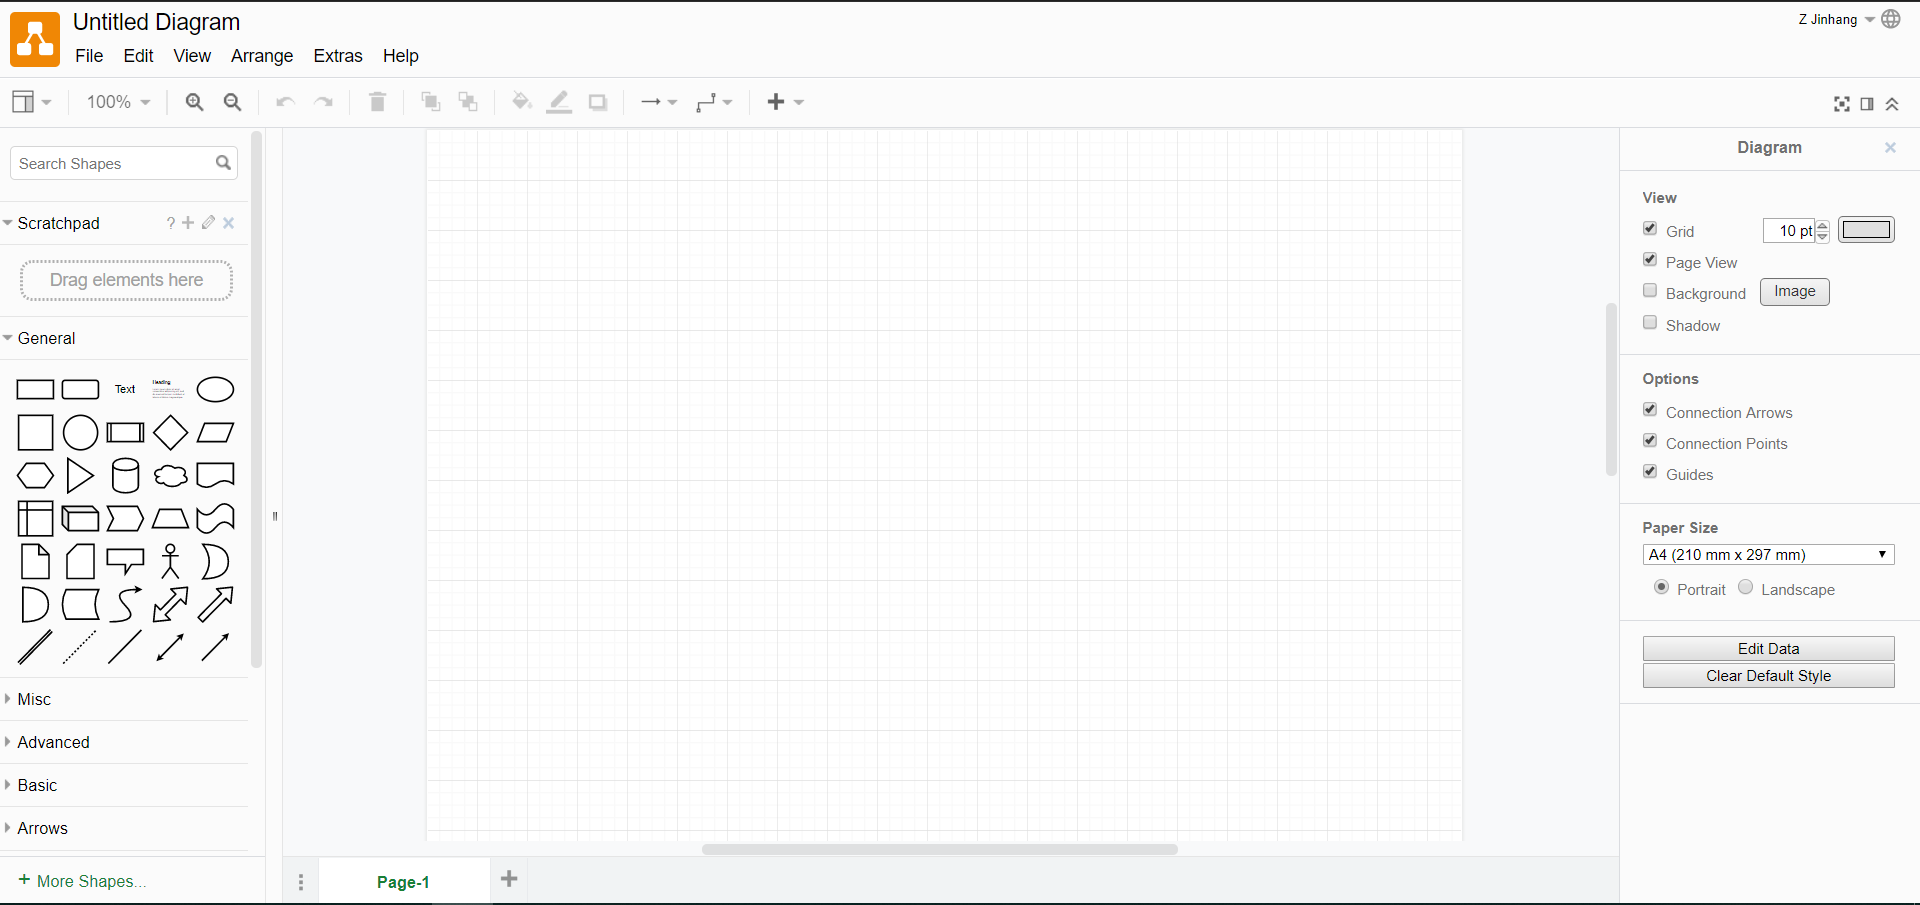 Untitled Diagram
Z Jinhang
File Edit View Arrange Extras Help
100%
Search Shapes
Scratchpad ?
Drag elements here
General
Text
Heading
Misc
Advanced
Basic
Arrows
+ More Shapes...
Page-1
Diagram
View
Grid 10 pt
Page View
Background Image
Shadow
Options
Connection Arrows
Connection Points
Guides
Paper Size
A4 (210 mm x 297 mm)
Portrait Landscape
Edit Data
Clear Default Style